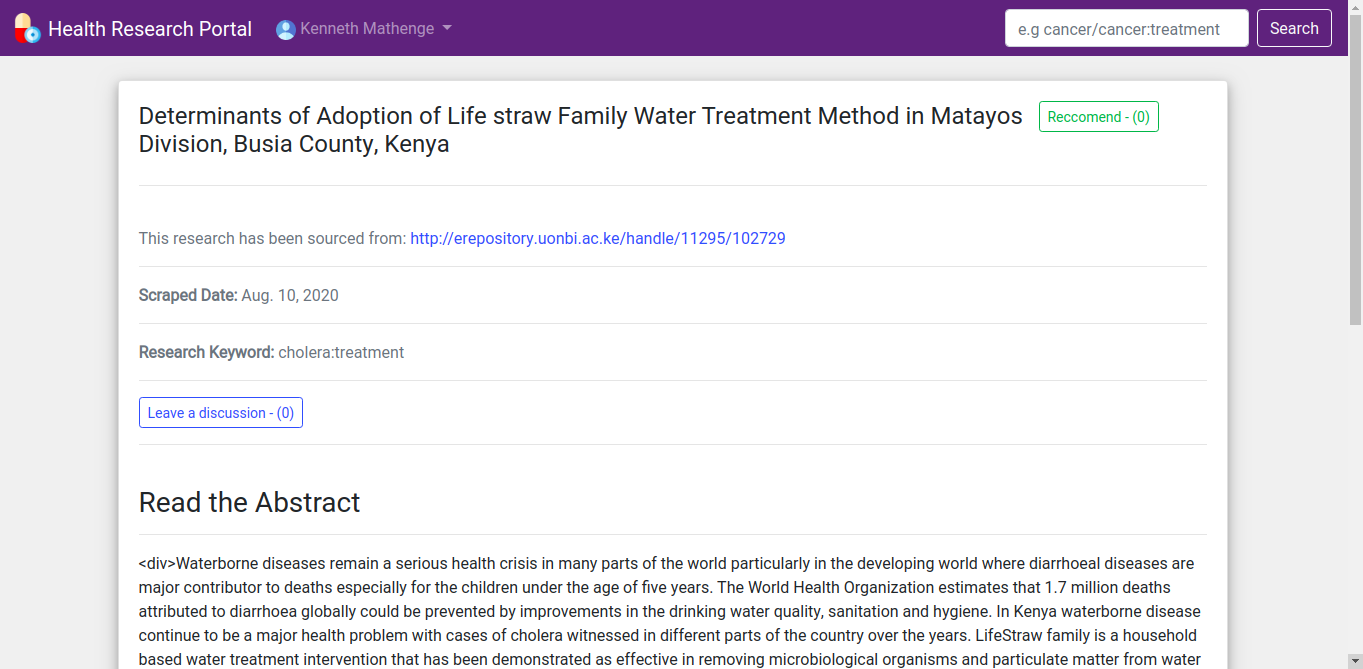 Health Research Portal
Kenneth Mathenge
e.g cancer/cancer:treatment
Search
Determinants of Adoption of Life straw Family Water Treatment Method in Matayos
Division, Busia County, Kenya
Reccomend - (0)
This research has been sourced from: http://erepository.uonbi.ac.ke/handle/11295/102729
Scraped Date: Aug. 10, 2020
Research Keyword: cholera:treatment
Leave a discussion - (0)
Read the Abstract
<div>Waterborne diseases remain a serious health crisis in many parts of the world particularly in the developing world where diarrhoeal diseases are
major contributor to deaths especially for the children under the age of five years. The World Health Organization estimates that 1.7 million deaths
attributed to diarrhoea globally could be prevented by improvements in the drinking water quality, sanitation and hygiene. In Kenya waterborne disease
continue to be a major health problem with cases of cholera witnessed in different parts of the country over the years. LifeStraw family is a household
based water treatment intervention that has been demonstrated as effective in removing microbiological organisms and particulate matter from water